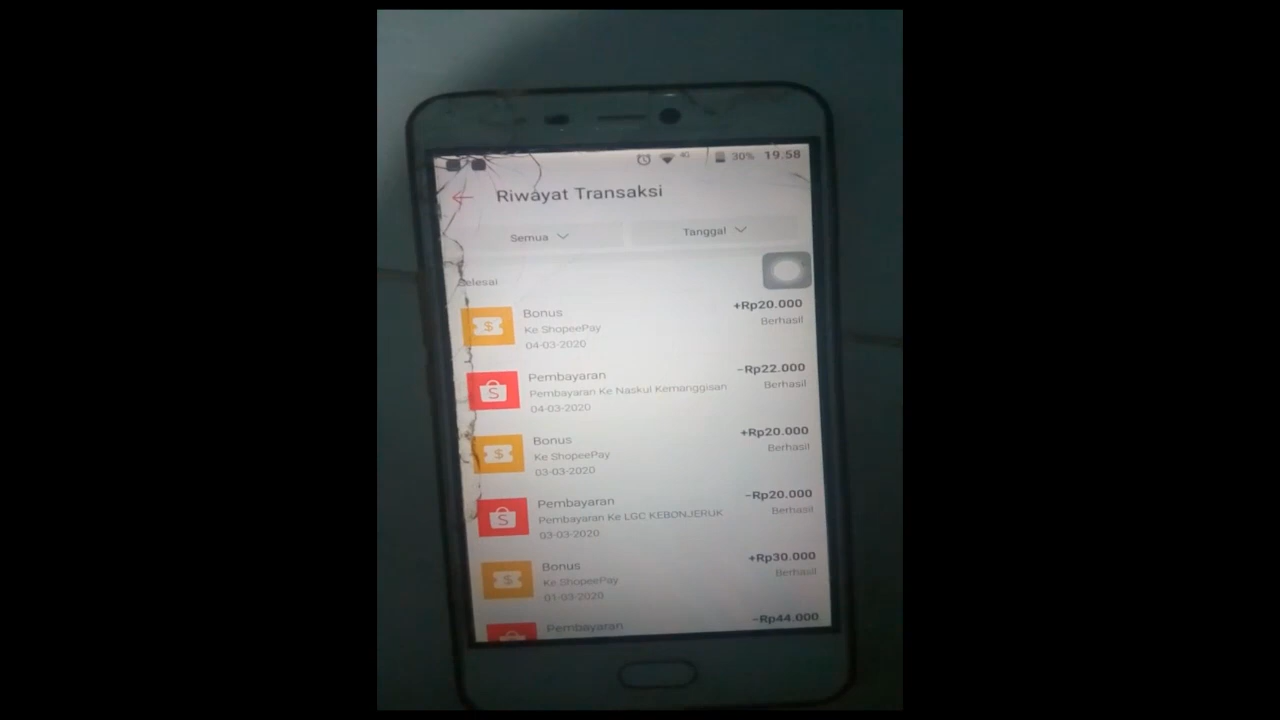 4G 30% 19.58
Riwayat Transaksi
Semua Tanggal
Selesai
Bonus +Rp20.000
Ke ShopeePay Berhasil
04-03-2020
Pembayaran −Rp22.000
Pembayaran Ke Naskul Kemanggisan Berhasil
04-03-2020
Bonus +Rp20.000
Ke ShopeePay Berhasil
03-03-2020
Pembayaran −Rp20.000
Pembayaran Ke LGC KEBONJERUK Berhasil
03-03-2020
Bonus +Rp30.000
Ke ShopeePay Berhasil
01-03-2020
Pembayaran −Rp44.000